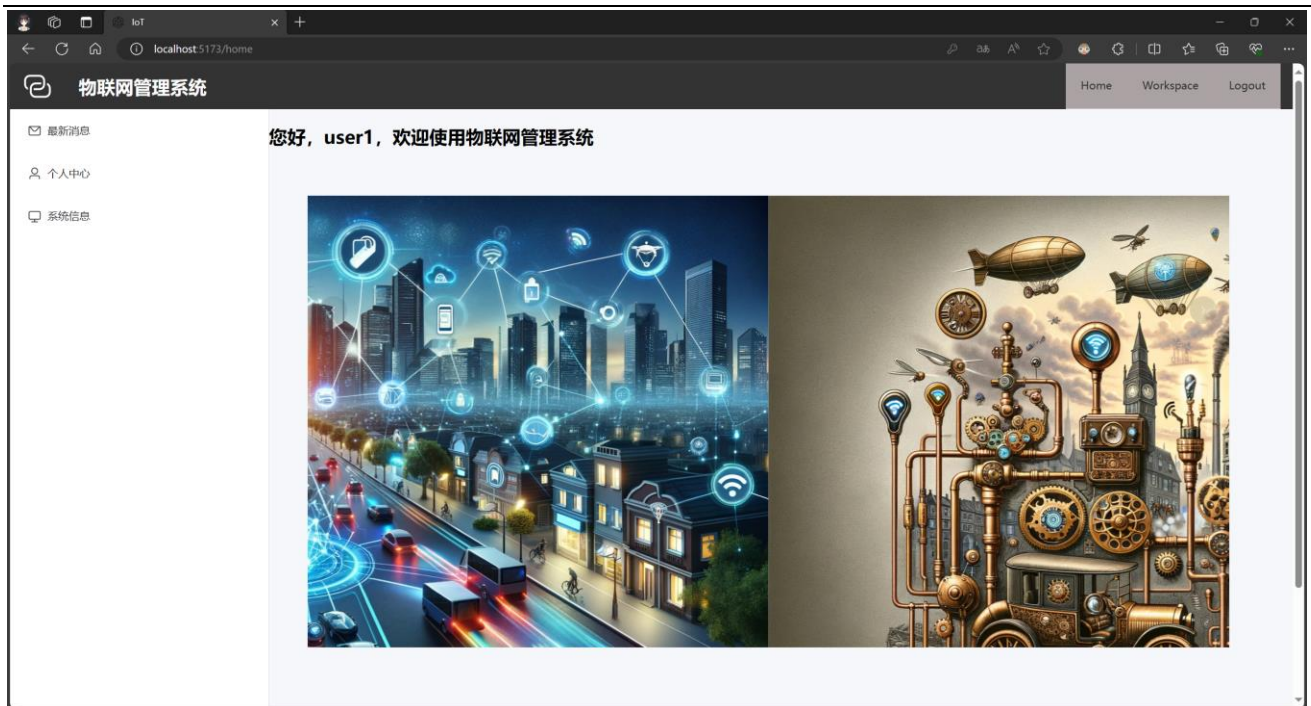 IoT
localhost:5173/home
物联网管理系统
Home Workspace Logout
最新消息
个人中心
系统信息
您好，user1，欢迎使用物联网管理系统